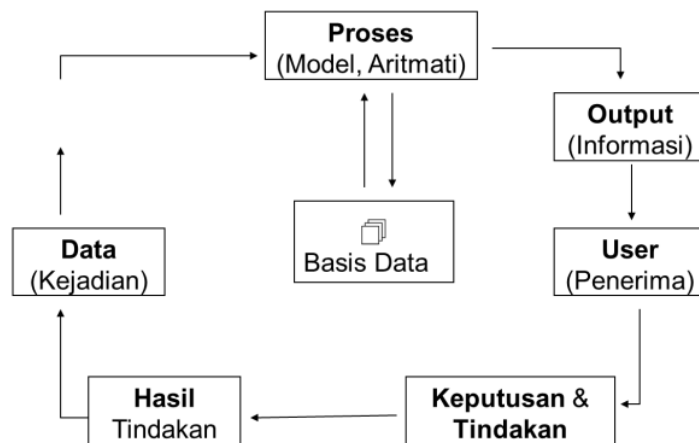 Proses
(Model, Aritmati)
Output
(Informasi)
Basis Data
Data
(Kejadian)
User
(Penerima)
Hasil
Tindakan
Keputusan &
Tindakan